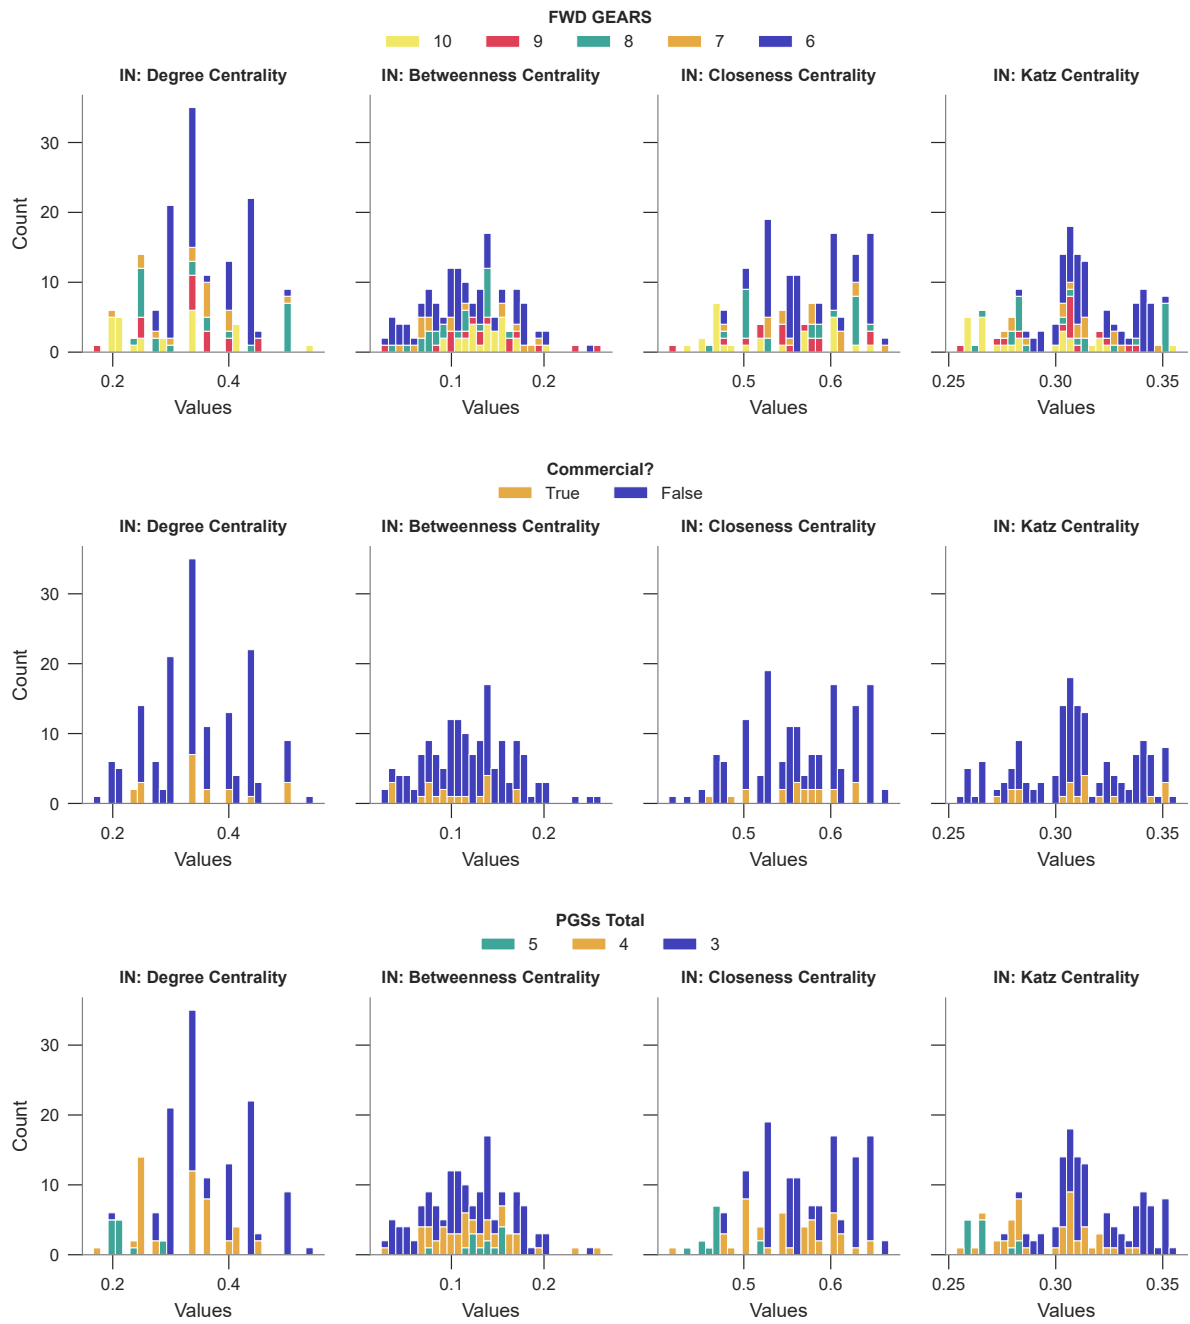 FWD GEARS
10 9 8 7 6
IN: Degree Centrality IN: Betweenness Centrality IN: Closeness Centrality IN: Katz Centrality
30
20
10
0
Count
0.2 0.4 0.1 0.2 0.5 0.6 0.25 0.30 0.35
Values Values Values Values
Commercial?
True False
IN: Degree Centrality IN: Betweenness Centrality IN: Closeness Centrality IN: Katz Centrality
30
20
10
0
Count
0.2 0.4 0.1 0.2 0.5 0.6 0.25 0.30 0.35
Values Values Values Values
PGSs Total
5 4 3
IN: Degree Centrality IN: Betweenness Centrality IN: Closeness Centrality IN: Katz Centrality
30
20
10
0
Count
0.2 0.4 0.1 0.2 0.5 0.6 0.25 0.30 0.35
Values Values Values Values